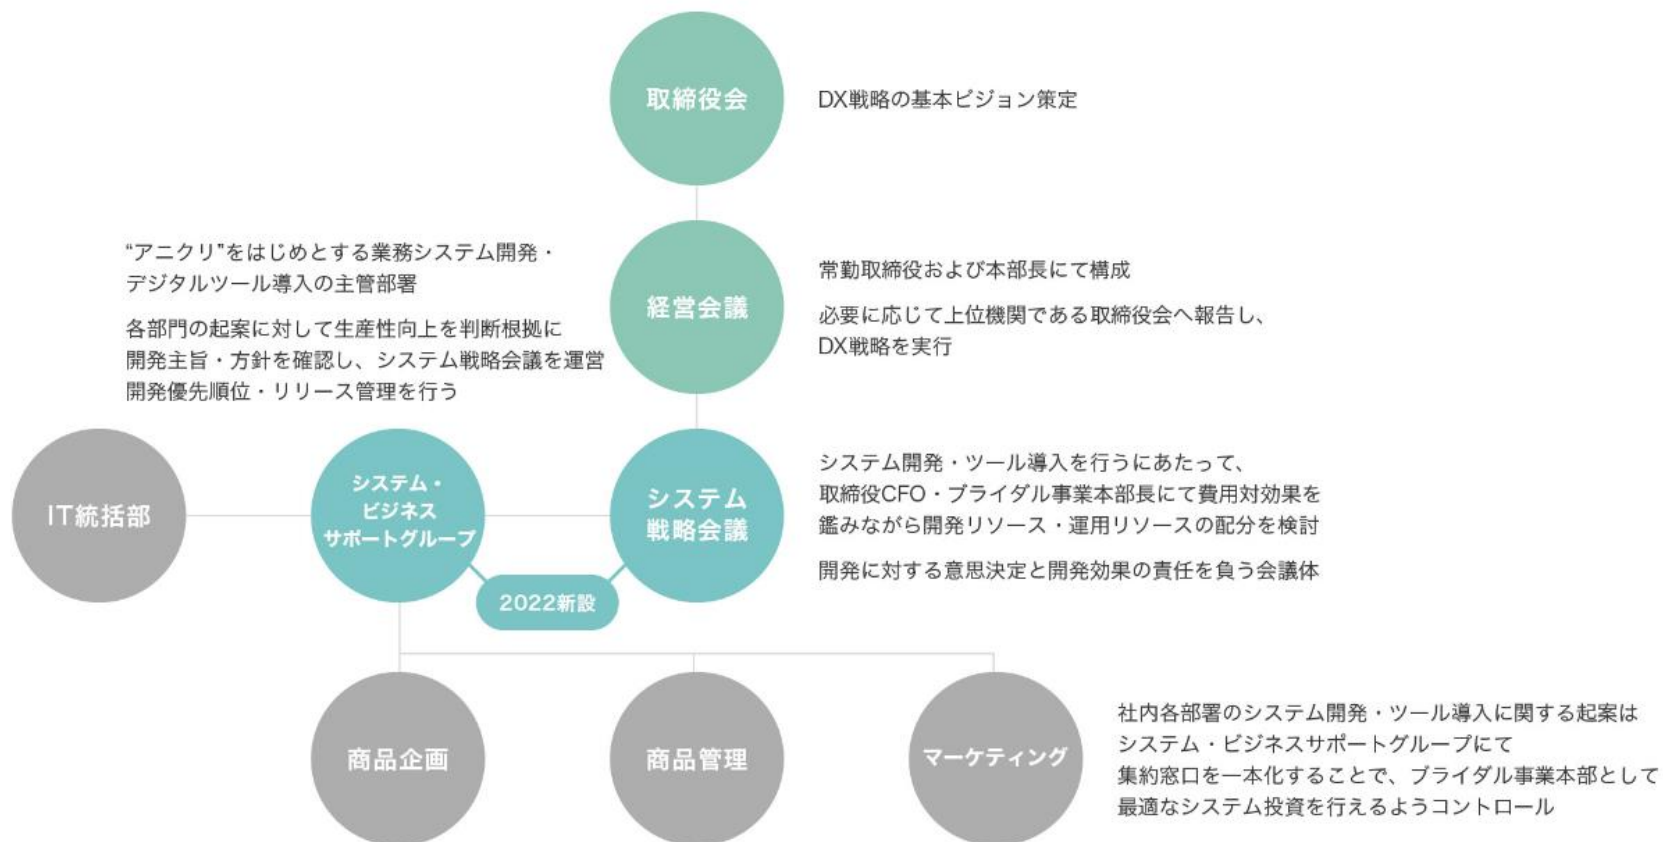 取締役会
DX戦略の基本ビジョン策定
“アニクリ”をはじめとする業務システム開発・
デジタルツール導入の主管部署
各部門の起案に対して生産性向上を判断根拠に
開発主旨・方針を確認し、システム戦略会議を運営
開発優先順位・リリース管理を行う
経営会議
常勤取締役および本部長にて構成
必要に応じて上位機関である取締役会へ報告し、
DX戦略を実行
IT統括部
システム・
ビジネス
サポートグループ
システム
戦略会議
システム開発・ツール導入を行うにあたって、
取締役CFO・ブライダル事業本部長にて費用対効果を
鑑みながら開発リソース・運用リソースの配分を検討
開発に対する意思決定と開発効果の責任を負う会議体
2022新設
商品企画
商品管理
マーケティング
社内各部署のシステム開発・ツール導入に関する起案は
システム・ビジネスサポートグループにて
集約窓口を一本化することで、ブライダル事業本部として
最適なシステム投資を行えるようコントロール